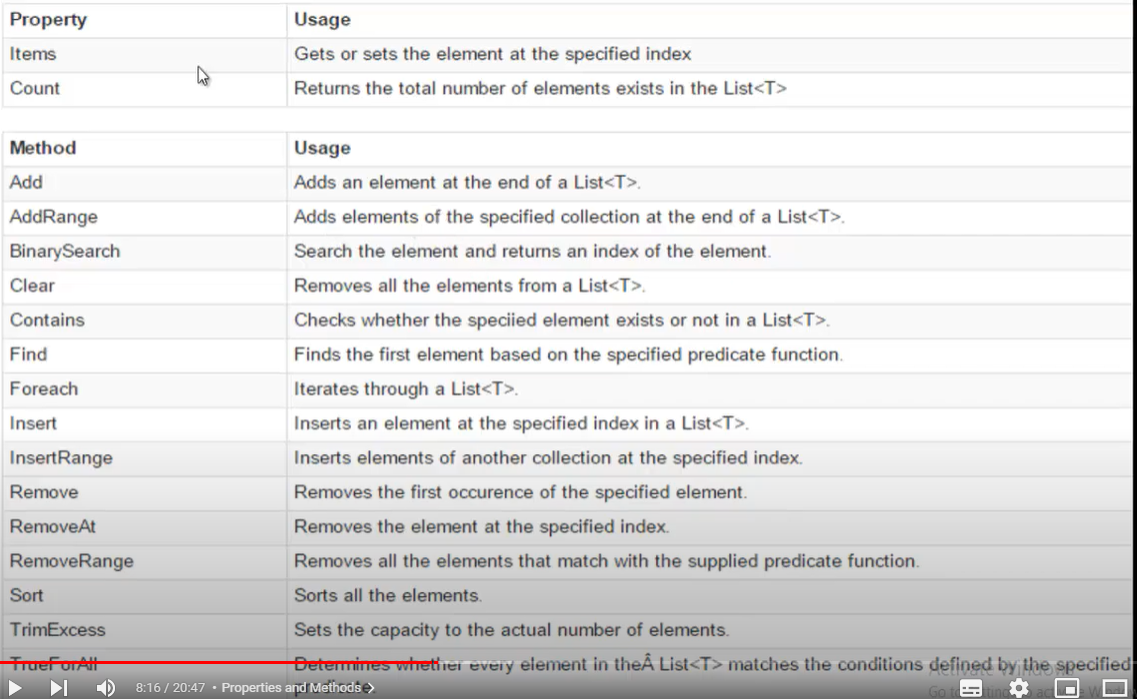 Property Usage
Items Gets or sets the element at the specified index
Count Returns the total number of elements exists in the List<T>
Method Usage
Add Adds an element at the end of a List<T>.
AddRange Adds elements of the specified collection at the end of a List<T>.
BinarySearch Search the element and returns an index of the element.
Clear Removes all the elements from a List<T>.
Contains Checks whether the speciied element exists or not in a List<T>.
Find Finds the first element based on the specified predicate function.
Foreach Iterates through a List<T>.
Insert Inserts an element at the specified index in a List<T>.
InsertRange Inserts elements of another collection at the specified index.
Remove Removes the first occurence of the specified element.
RemoveAt Removes the element at the specified index.
RemoveRange Removes all the elements that match with the supplied predicate function.
Sort Sorts all the elements.
TrimExcess Sets the capacity to the actual number of elements.
TrueForAll Determines whether every element in theÂ List<T> matches the conditions defined by the specified
Activate Windows
8:16 / 20:47 • Properties and Methods >
Go to